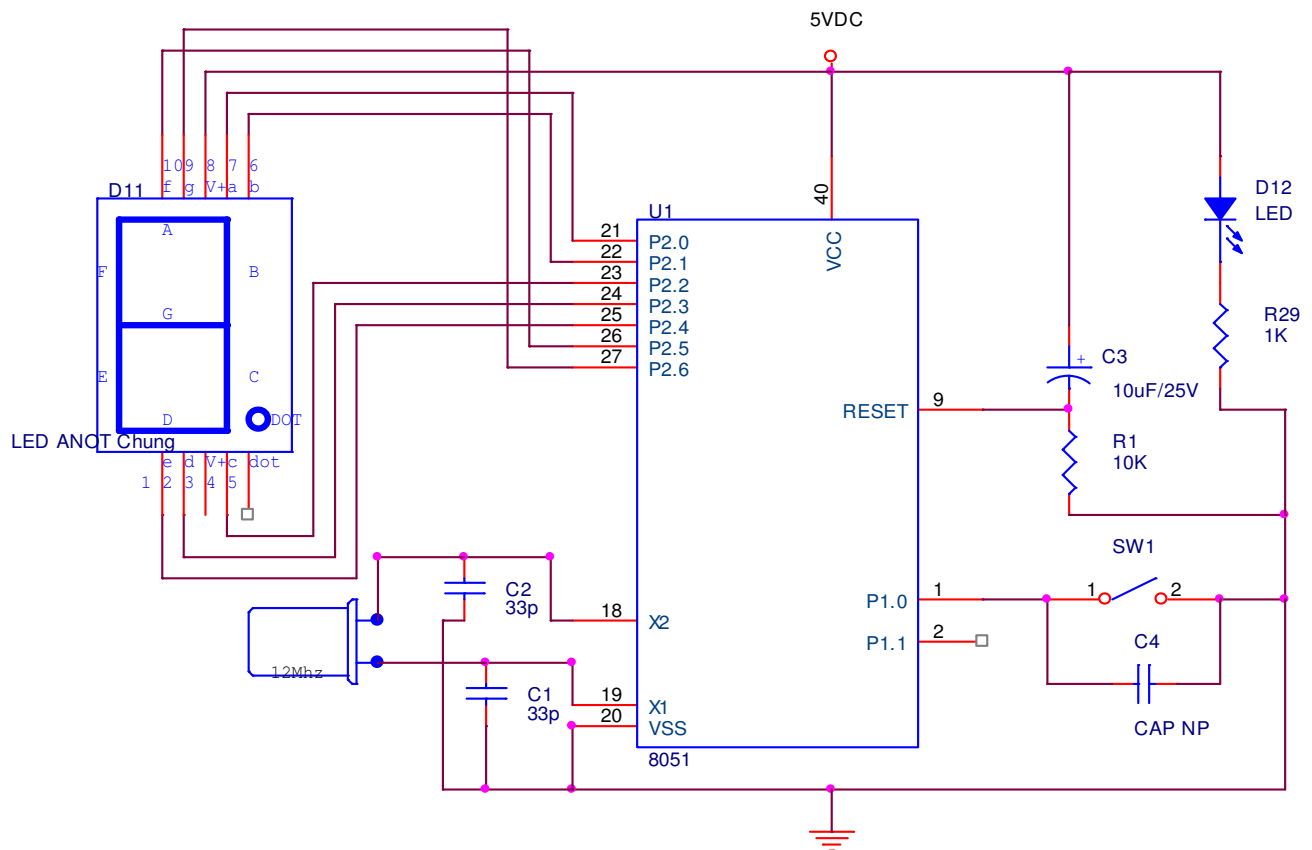 5VDC
109 8 7 6
f g V+ a b
D11
A
F B
G
E C
D
DOT
LED ANOT Chung
e d V+ c dot
1 2 3 4 5
U1
40
VCC
21 P2.0
22 P2.1
23 P2.2
24 P2.3
25 P2.4
26 P2.5
27 P2.6
RESET 9
P1.0 1
P1.1 2
18 X2
19 X1
20 VSS
8051
12Mhz
C2
33p
C1
33p
D12
LED
R29
1K
+
C3
10uF/25V
R1
10K
SW1
1 2
C4
CAP NP